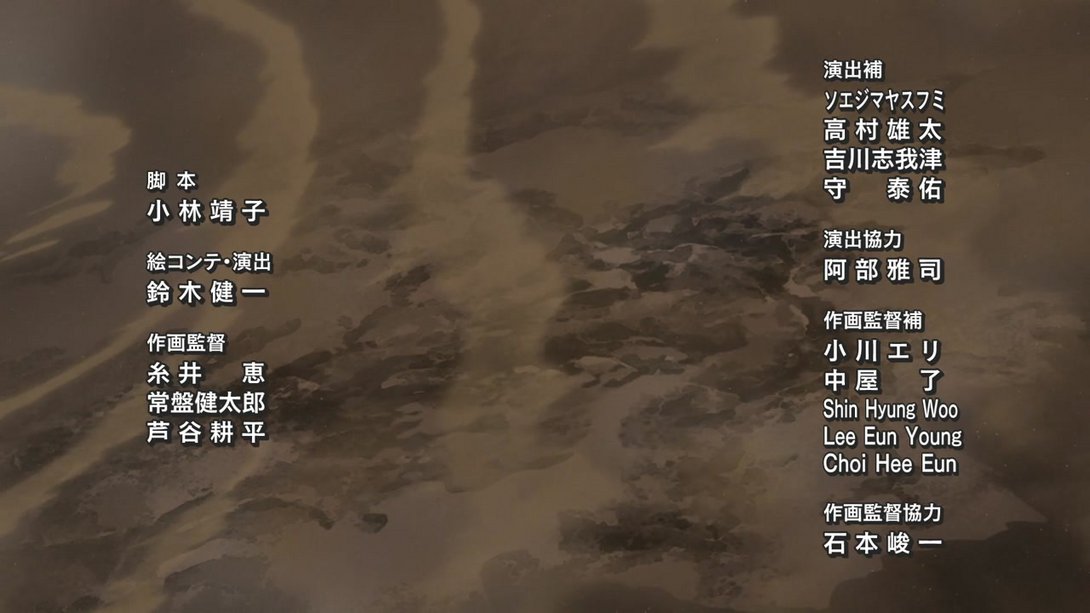 脚本
小林靖子
絵コンテ・演出
鈴木健一
作画監督
糸井 恵
常盤健太郎
芦谷耕平
演出補
ソエジマヤスフミ
高村雄太
吉川志我津
守 泰佑
演出協力
阿部雅司
作画監督補
小川エリ
中屋 了
Shin Hyung Woo
Lee Eun Young
Choi Hee Eun
作画監督協力
石本峻一